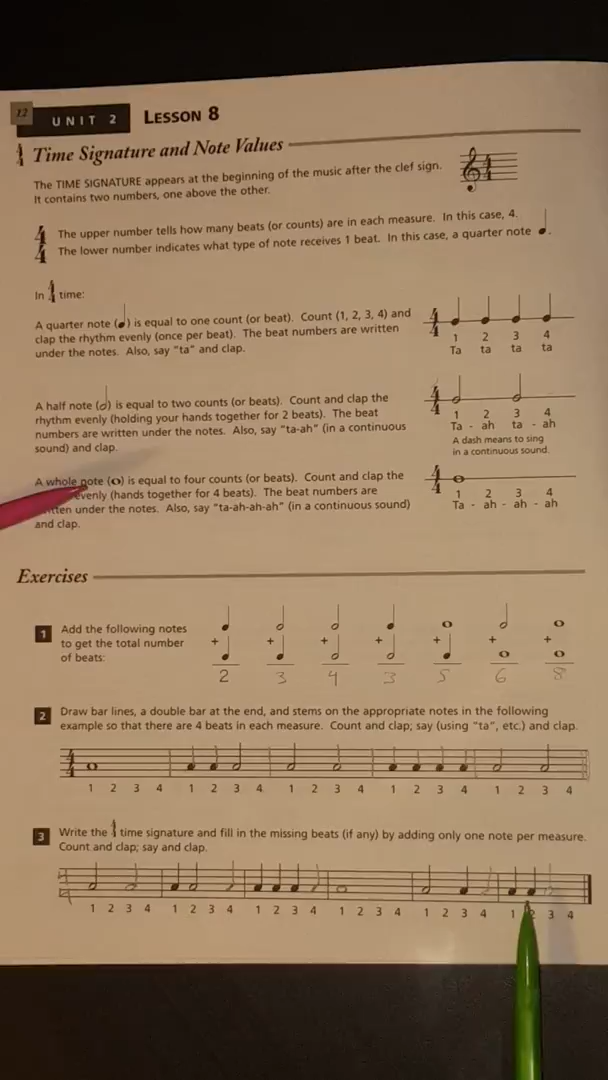 12
UNIT 2 LESSON 8
Time Signature and Note Values
The TIME SIGNATURE appears at the beginning of the music after the clef sign.
It contains two numbers, one above the other.
4 The upper number tells how many beats (or counts) are in each measure. In this case, 4.
4 The lower number indicates what type of note receives 1 beat. In this case, a quarter note .
In 4/4 time:
A quarter note ( ) is equal to one count (or beat). Count (1, 2, 3, 4) and
clap the rhythm evenly (once per beat). The beat numbers are written
under the notes. Also, say "ta" and clap.
1 2 3 4
Ta ta ta ta
A half note ( ) is equal to two counts (or beats). Count and clap the
rhythm evenly (holding your hands together for 2 beats). The beat
numbers are written under the notes. Also, say "ta-ah" (in a continuous
sound) and clap.
1 2 3 4
Ta - ah ta - ah
A dash means to sing
in a continuous sound.
A whole note ( ) is equal to four counts (or beats). Count and clap the
evenly (hands together for 4 beats). The beat numbers are
under the notes. Also, say "ta-ah-ah-ah" (in a continuous sound)
and clap.
1 2 3 4
Ta - ah - ah - ah
Exercises
1 Add the following notes
to get the total number
of beats:
+ + + + + + +
2 3 4 3 5 6 8
2 Draw bar lines, a double bar at the end, and stems on the appropriate notes in the following
example so that there are 4 beats in each measure. Count and clap; say (using "ta", etc.) and clap.
1 2 3 4 1 2 3 4 1 2 3 4 1 2 3 4 1 2 3 4
3 Write the 4/4 time signature and fill in the missing beats (if any) by adding only one note per measure.
Count and clap; say and clap.
1 2 3 4 1 2 3 4 1 2 3 4 1 2 3 4 1 2 3 4 1 2 3 4